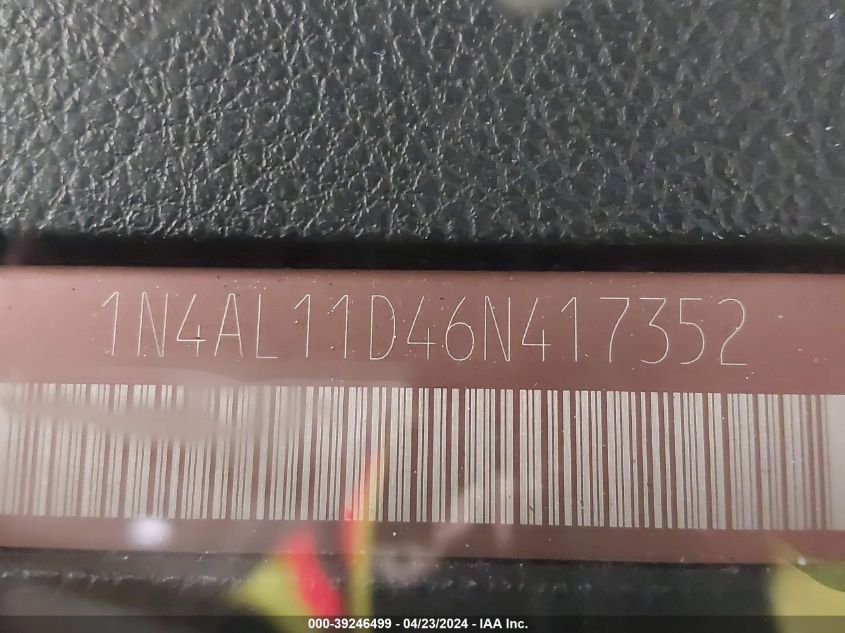 1N4AL11D46N417352
000-39246499 - 04/23/2024 - IAA Inc.